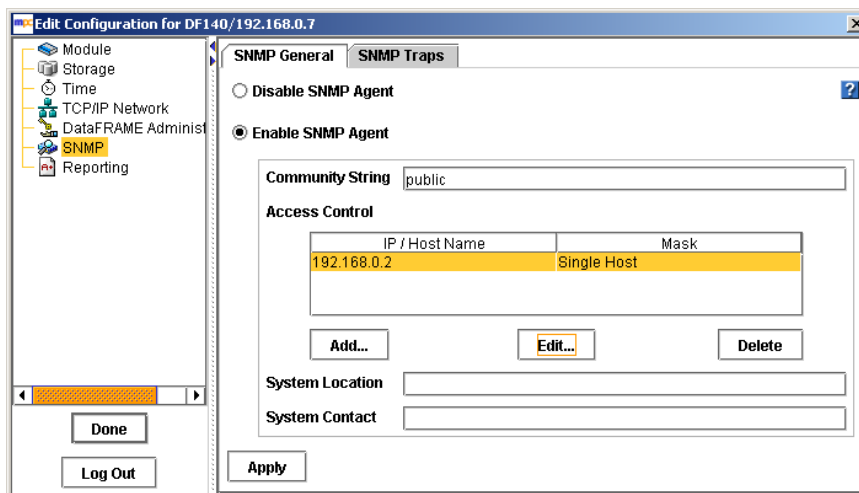 mpc Edit Configuration for DF140/192.168.0.7
Module
Storage
Time
TCP/IP Network
DataFRAME Administ
SNMP
Reporting
Done
Log Out
SNMP General SNMP Traps
Disable SNMP Agent
?
Enable SNMP Agent
Community String public
Access Control
IP / Host Name Mask
192.168.0.2 Single Host
Add... Edit... Delete
System Location
System Contact
Apply